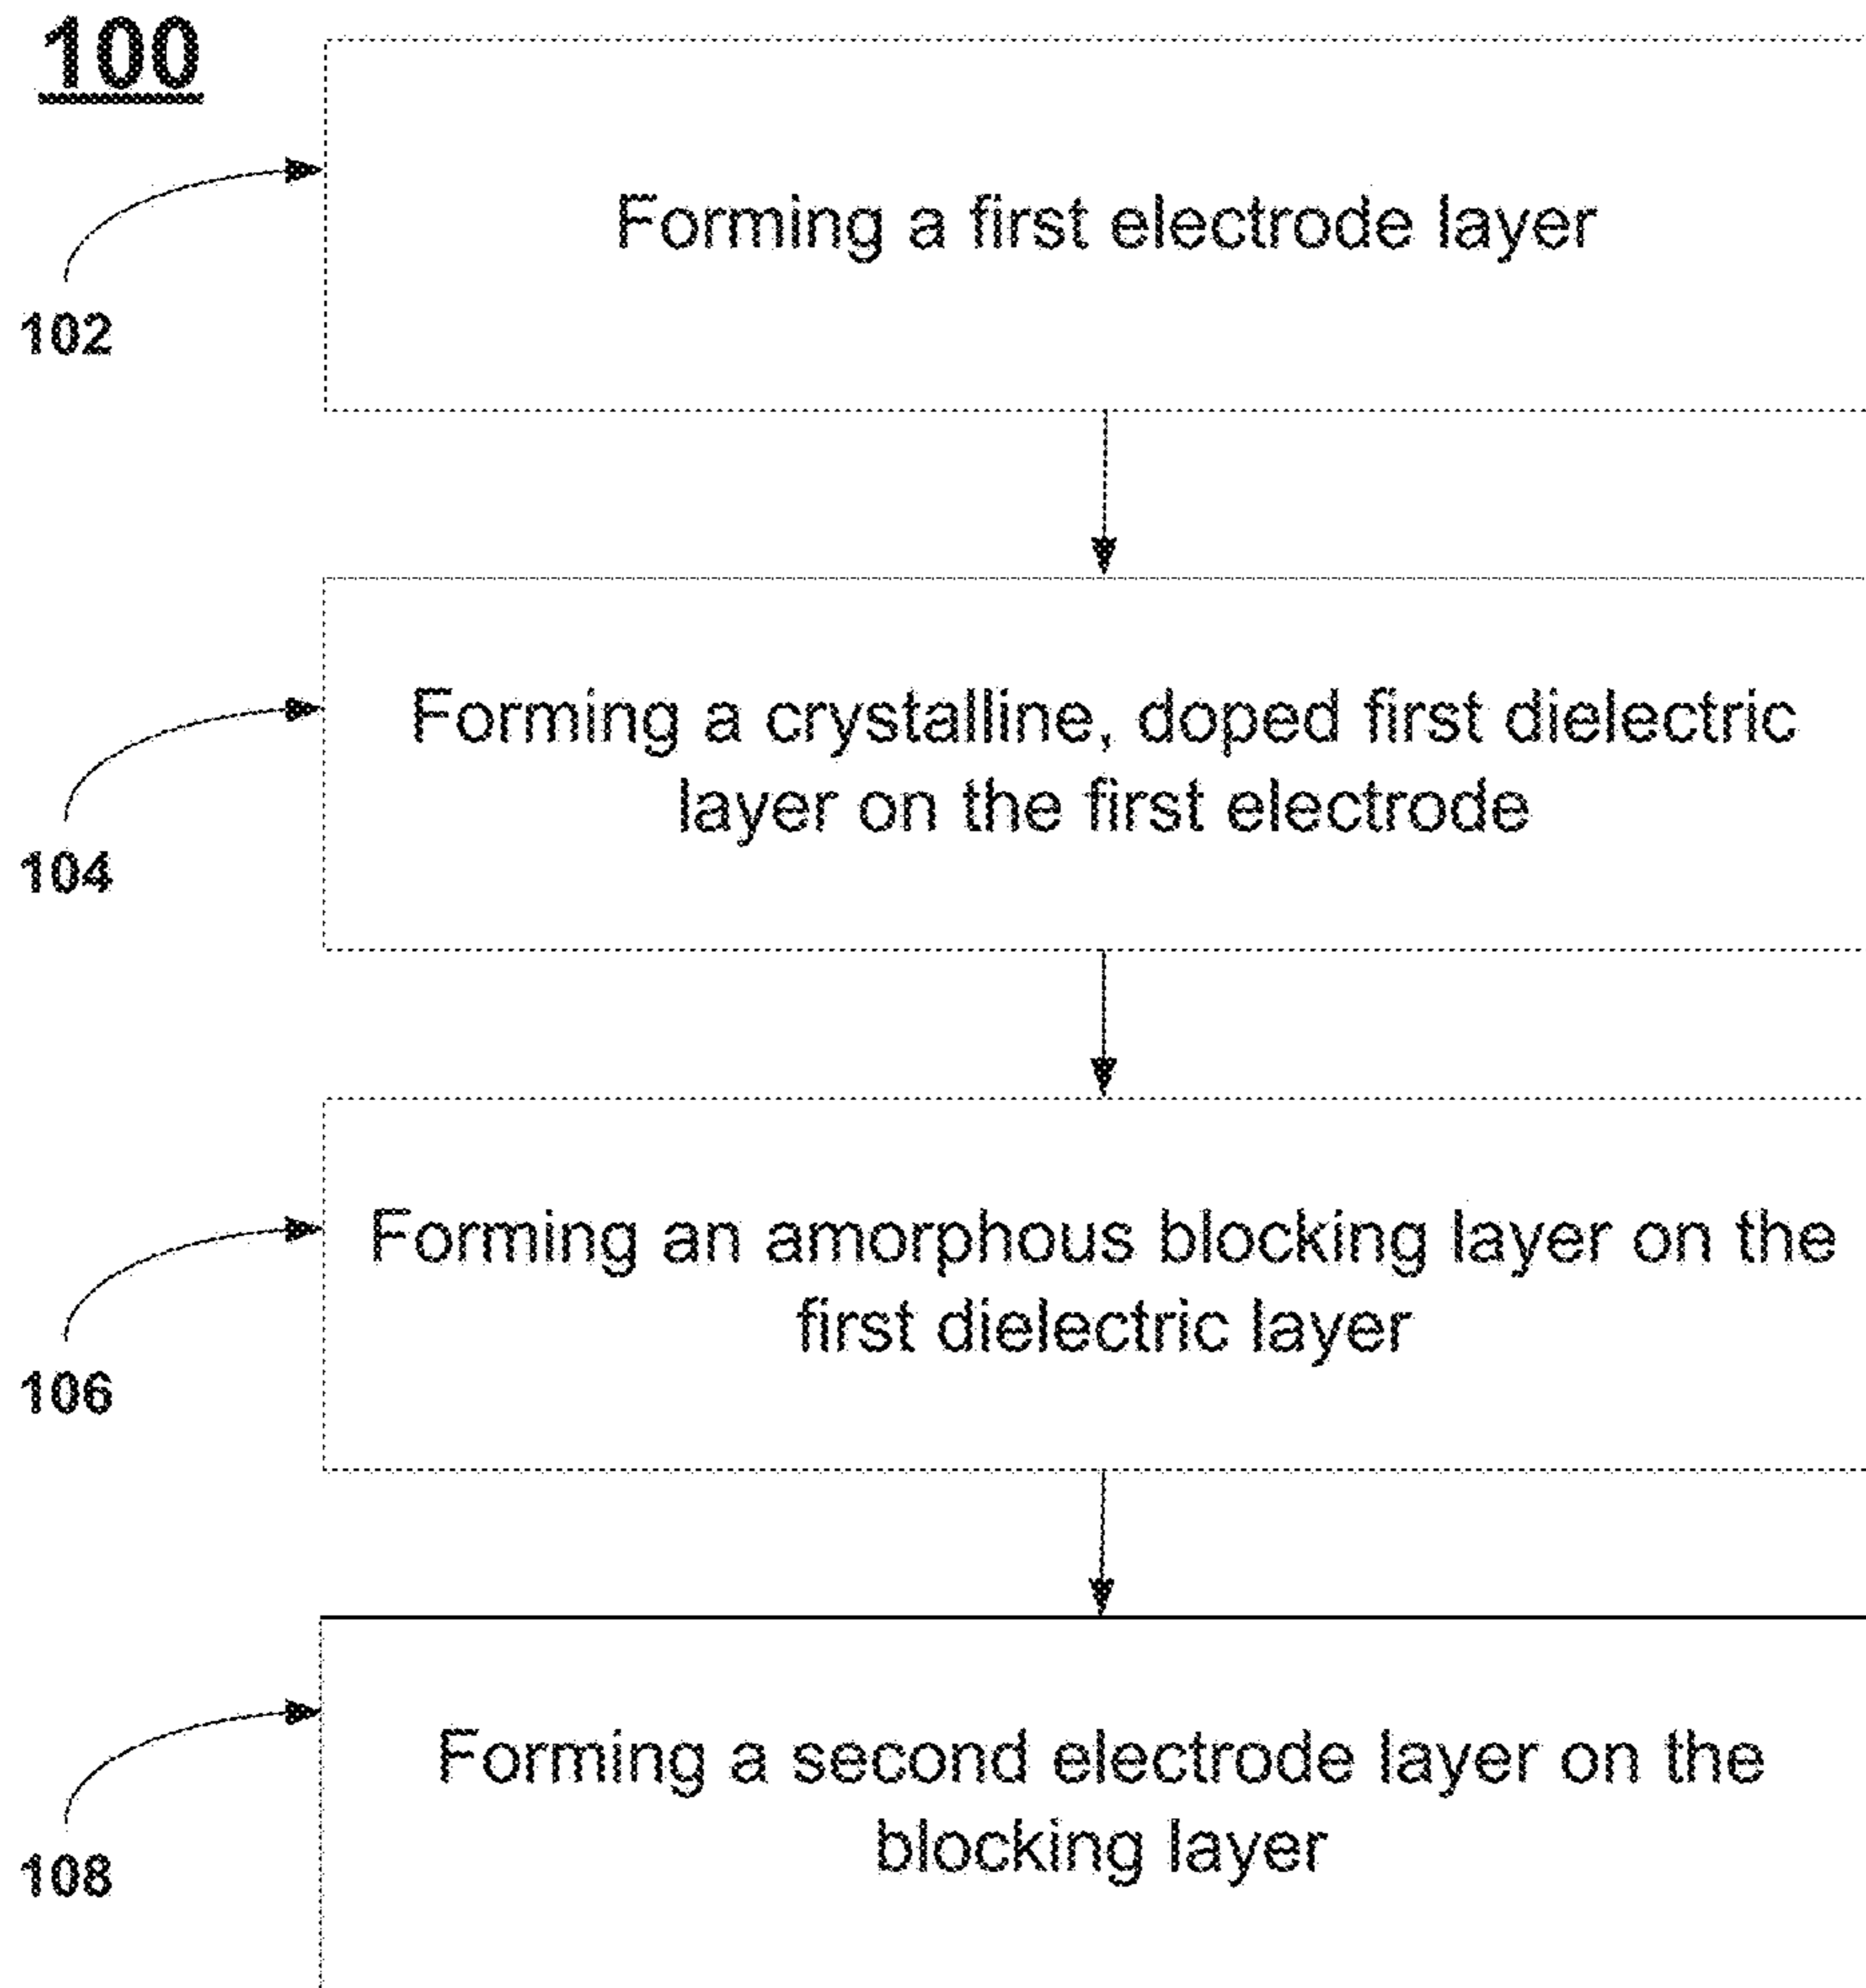 100
102
Forming a first electrode layer
104
Forming a crystalline, doped first dielectric
layer on the first electrode
106
Forming an amorphous blocking layer on the
first dielectric layer
108
Forming a second electrode layer on the
blocking layer